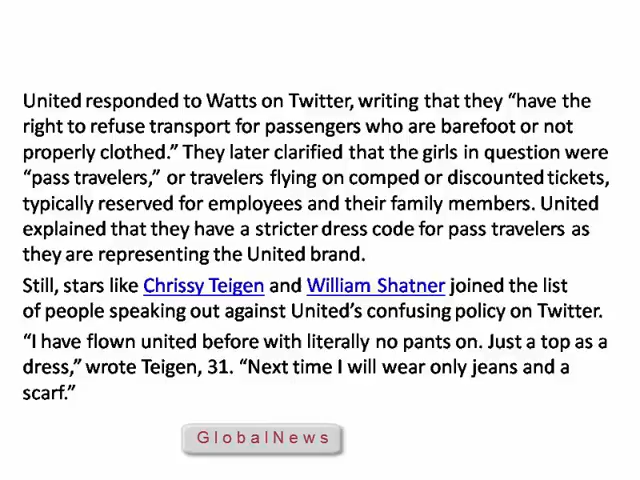 United responded to Watts on Twitter, writing that they “have the
right to refuse transport for passengers who are barefoot or not
properly clothed.” They later clarified that the girls in question were
“pass travelers,” or travelers flying on comped or discounted tickets,
typically reserved for employees and their family members. United
explained that they have a stricter dress code for pass travelers as
they are representing the United brand.
Still, stars like Chrissy Teigen and William Shatner joined the list
of people speaking out against United’s confusing policy on Twitter.
“I have flown united before with literally no pants on. Just a top as a
dress,” wrote Teigen, 31. “Next time I will wear only jeans and a
scarf.”
GlobalNews